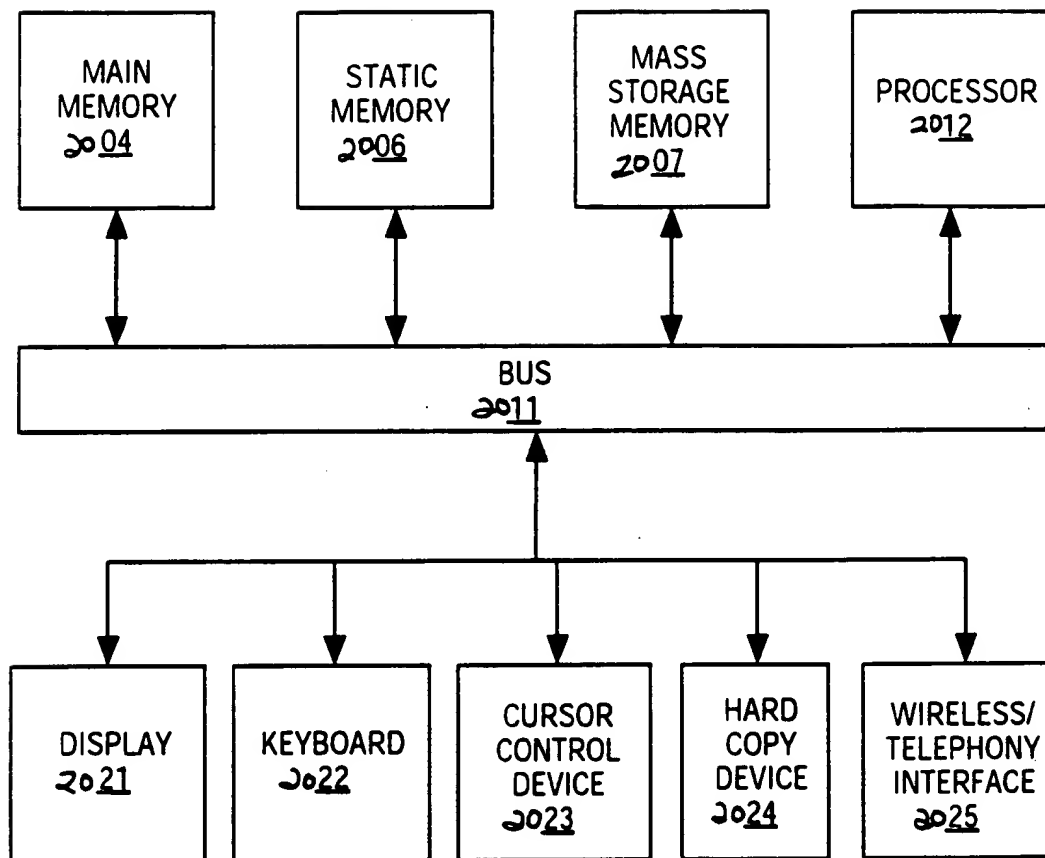 MAIN
MEMORY
2004
STATIC
MEMORY
2006
MASS
STORAGE
MEMORY
2007
PROCESSOR
2012
BUS
2011
DISPLAY
2021
KEYBOARD
2022
CURSOR
CONTROL
DEVICE
2023
HARD
COPY
DEVICE
2024
WIRELESS/
TELEPHONY
INTERFACE
2025